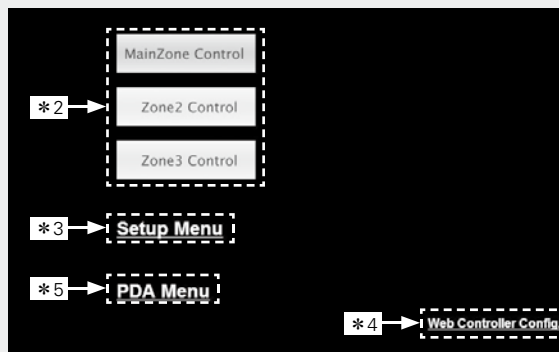 MainZone Control
*2
Zone2 Control
Zone3 Control
*3 Setup Menu
*5 PDA Menu
*4 Web Controller Config.